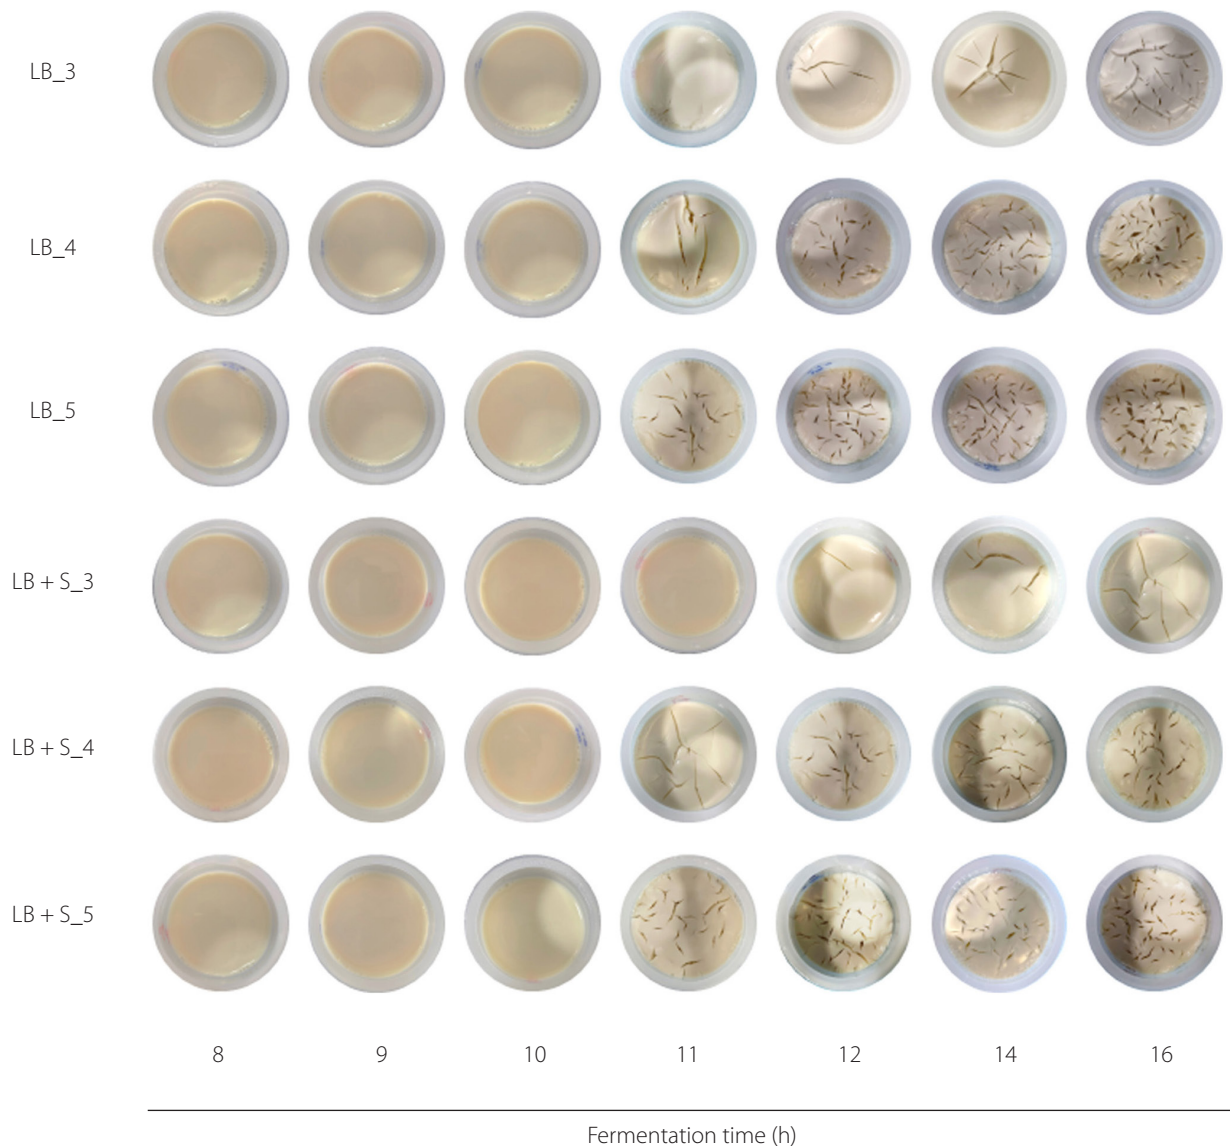 LB_3
LB_4
LB_5
LB + S_3
LB + S_4
LB + S_5
8 9 10 11 12 14 16
Fermentation time (h)